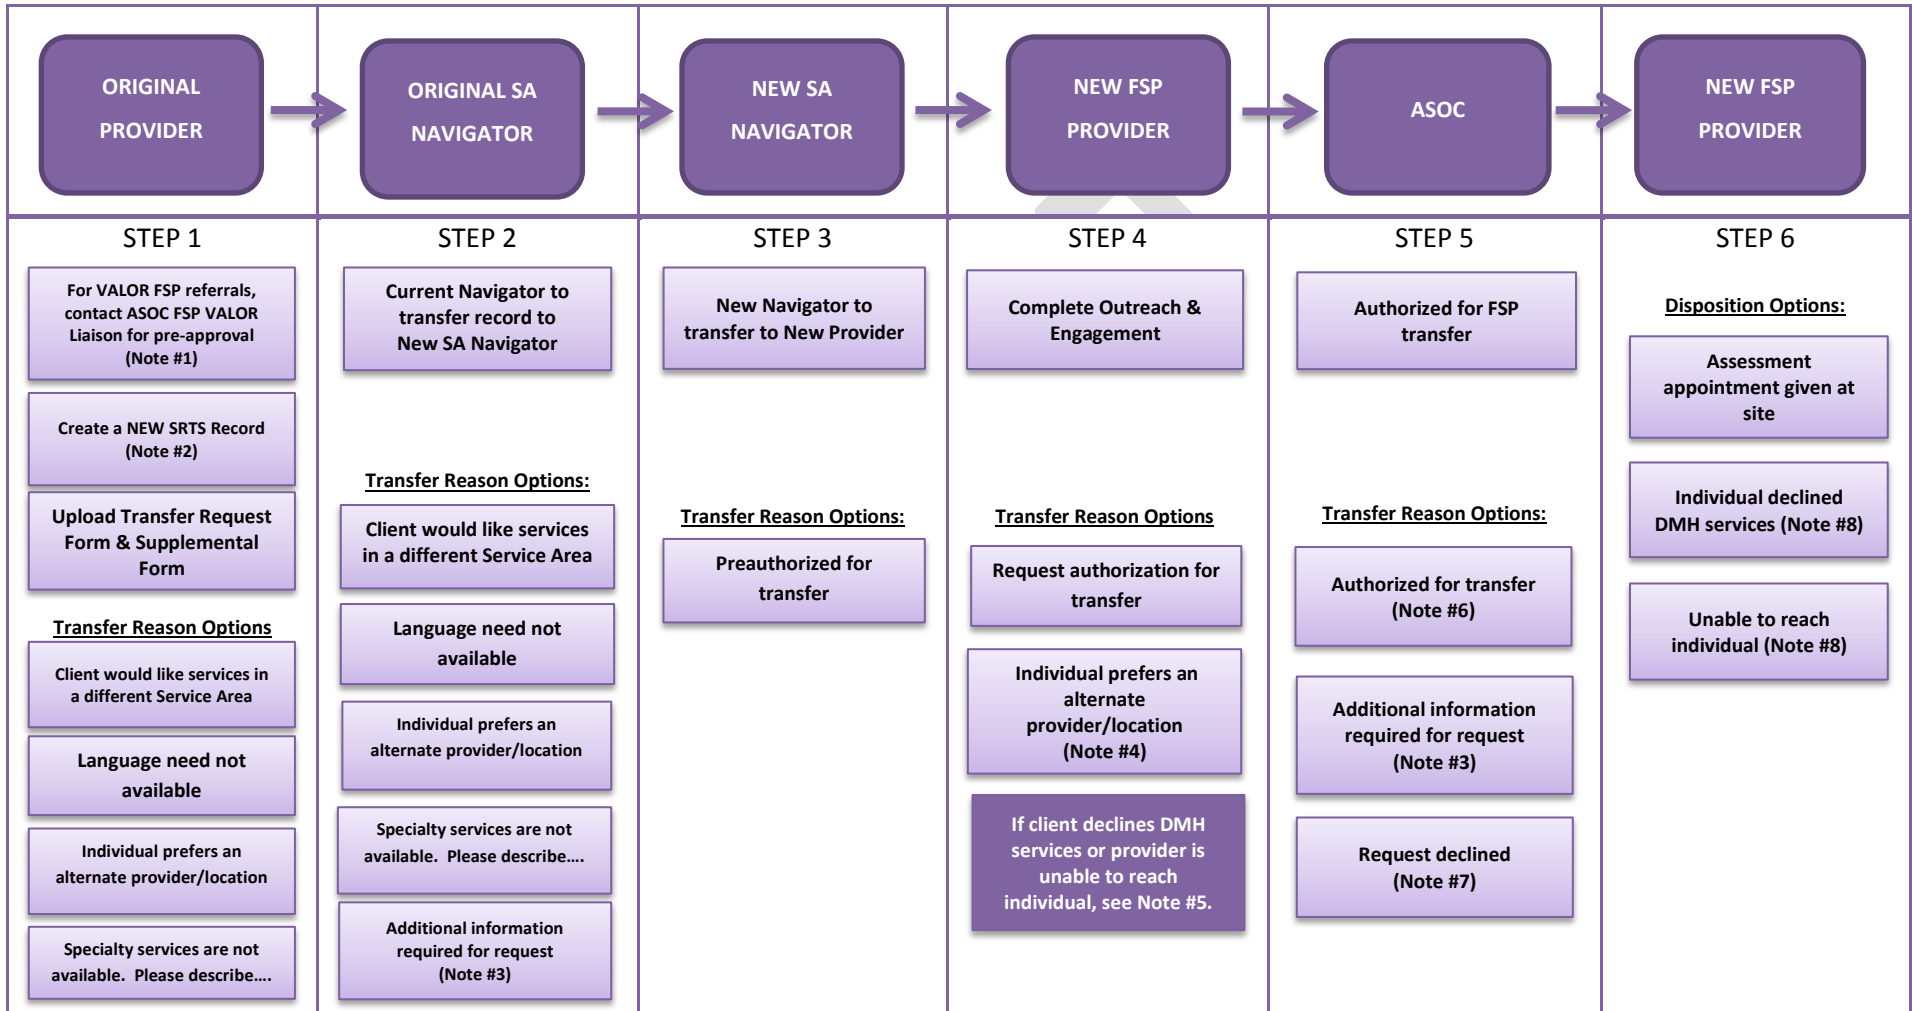 ORIGINAL
PROVIDER
ORIGINAL SA
NAVIGATOR
NEW SA
NAVIGATOR
NEW FSP
PROVIDER
ASOC
NEW FSP
PROVIDER
STEP 1
For VALOR FSP referrals,
contact ASOC FSP VALOR
Liaison for pre-approval
(Note #1)
Create a NEW SRTS Record
(Note #2)
Upload Transfer Request
Form & Supplemental
Form
Transfer Reason Options
Client would like services in
a different Service Area
Language need not
available
Individual prefers an
alternate provider/location
Specialty services are not
available.  Please describe….
STEP 2
Current Navigator to
transfer record to
New SA Navigator
Transfer Reason Options:
Client would like services
in a different Service Area
Language need not
available
Individual prefers an
alternate provider/location
Specialty services are not
available.  Please describe….
Additional information
required for request
(Note #3)
STEP 3
New Navigator to
transfer to New Provider
Transfer Reason Options:
Preauthorized for
transfer
STEP 4
Complete Outreach &
Engagement
Transfer Reason Options
Request authorization for
transfer
Individual prefers an
alternate
provider/location
(Note #4)
If client declines DMH
services or provider is
unable to reach
individual, see Note #5.
STEP 5
Authorized for FSP
transfer
Transfer Reason Options:
Authorized for transfer
(Note #6)
Additional information
required for request
(Note #3)
Request declined
(Note #7)
STEP 6
Disposition Options:
Assessment
appointment given at
site
Individual declined
DMH services (Note #8)
Unable to reach
individual (Note #8)